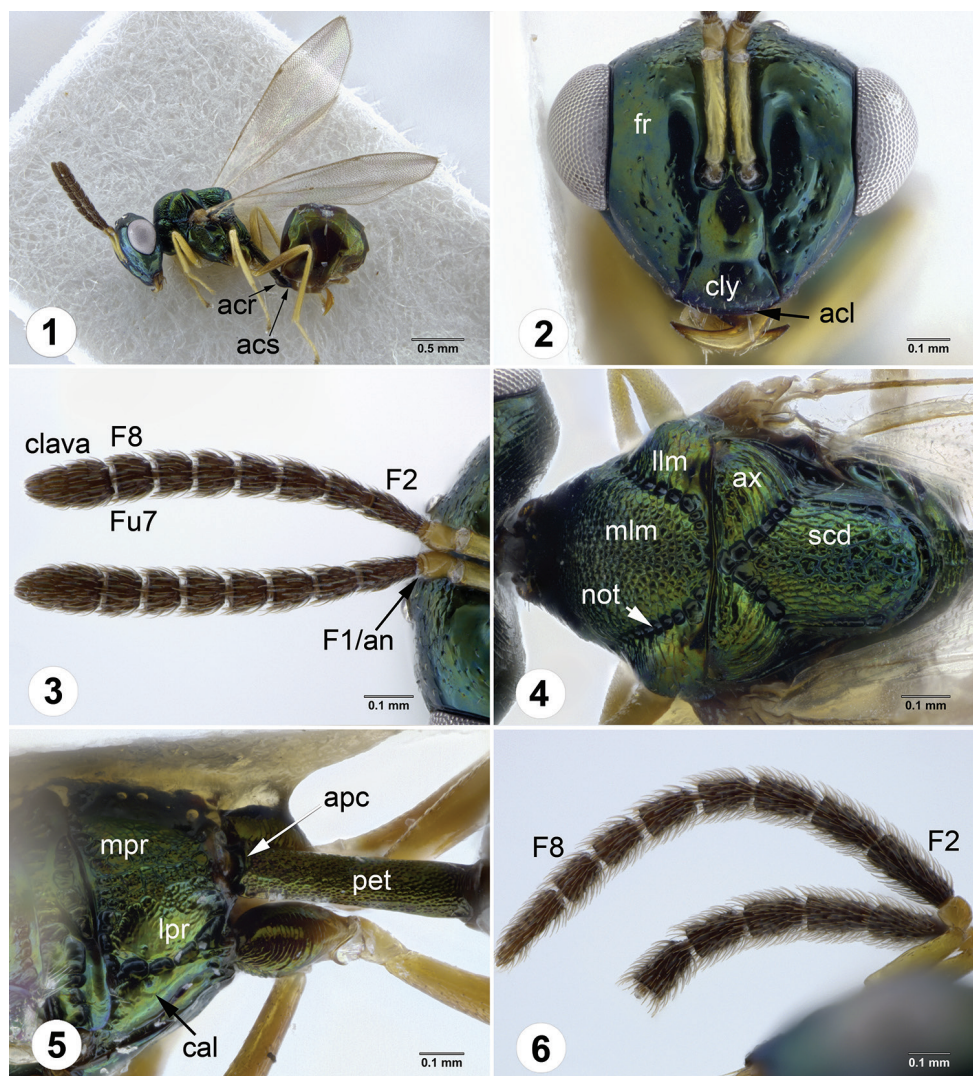 acr
acs
1
0.5 mm
fr
cly
acl
2
0.1 mm
clava
F8
F2
Fu7
F1/an
3
0.1 mm
llm
ax
mlm
scd
not
4
0.1 mm
apc
mpr
pet
lpr
cal
5
0.1 mm
F8
F2
6
0.1 mm